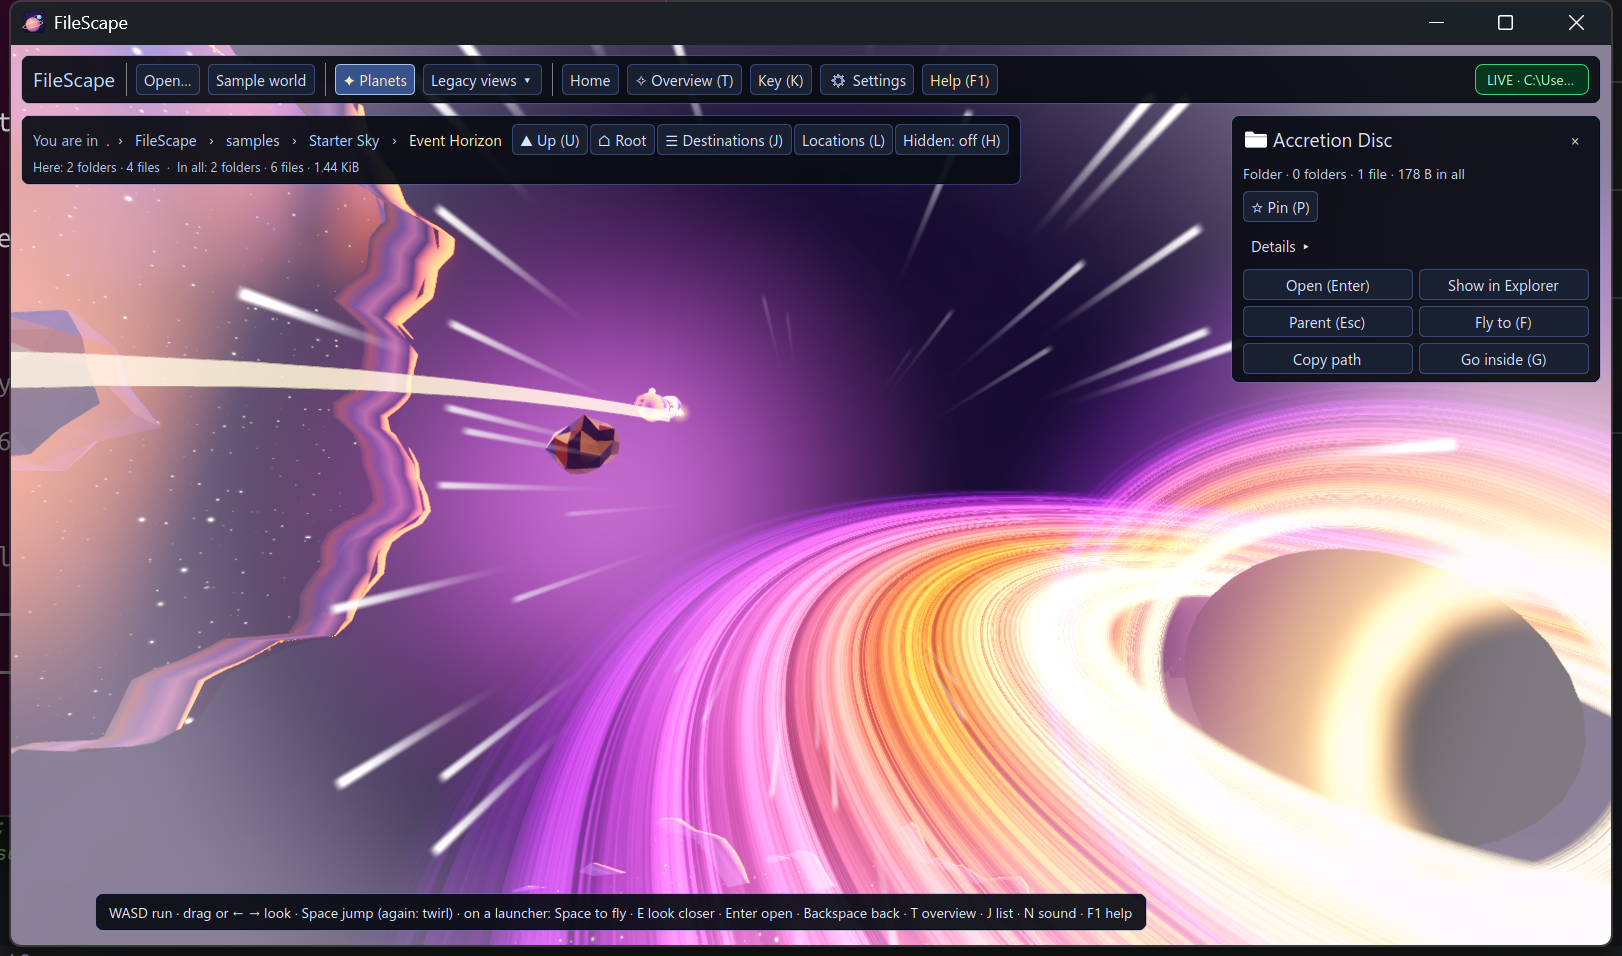 FileScape
FileScape Open... Sample world ✦ Planets Legacy views ▾ Home ✧ Overview (T) Key (K) Settings Help (F1) LIVE · C:\Use...
You are in . › FileScape › samples › Starter Sky › Event Horizon ▲ Up (U) Root ☰ Destinations (J) Locations (L) Hidden: off (H)
Here: 2 folders · 4 files · In all: 2 folders · 6 files · 1.44 KiB
Accretion Disc ×
Folder · 0 folders · 1 file · 178 B in all
☆ Pin (P)
Details ▸
Open (Enter) Show in Explorer
Parent (Esc) Fly to (F)
Copy path Go inside (G)
WASD run · drag or ← → look · Space jump (again: twirl) · on a launcher: Space to fly · E look closer · Enter open · Backspace back · T overview · J list · N sound · F1 help